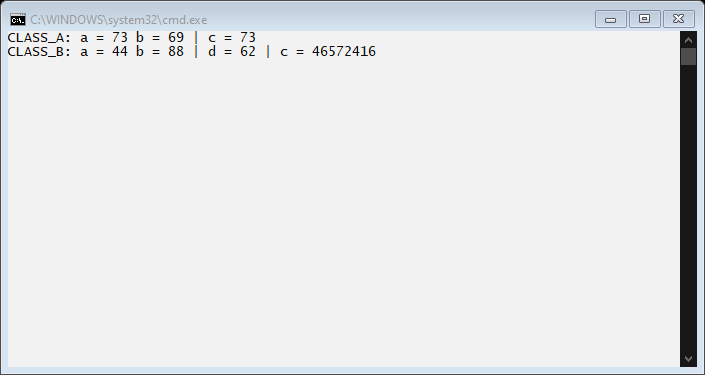 C:\WINDOWS\system32\cmd.exe
CLASS_A: a = 73 b = 69 | c = 73
CLASS_B: a = 44 b = 88 | d = 62 | c = 46572416